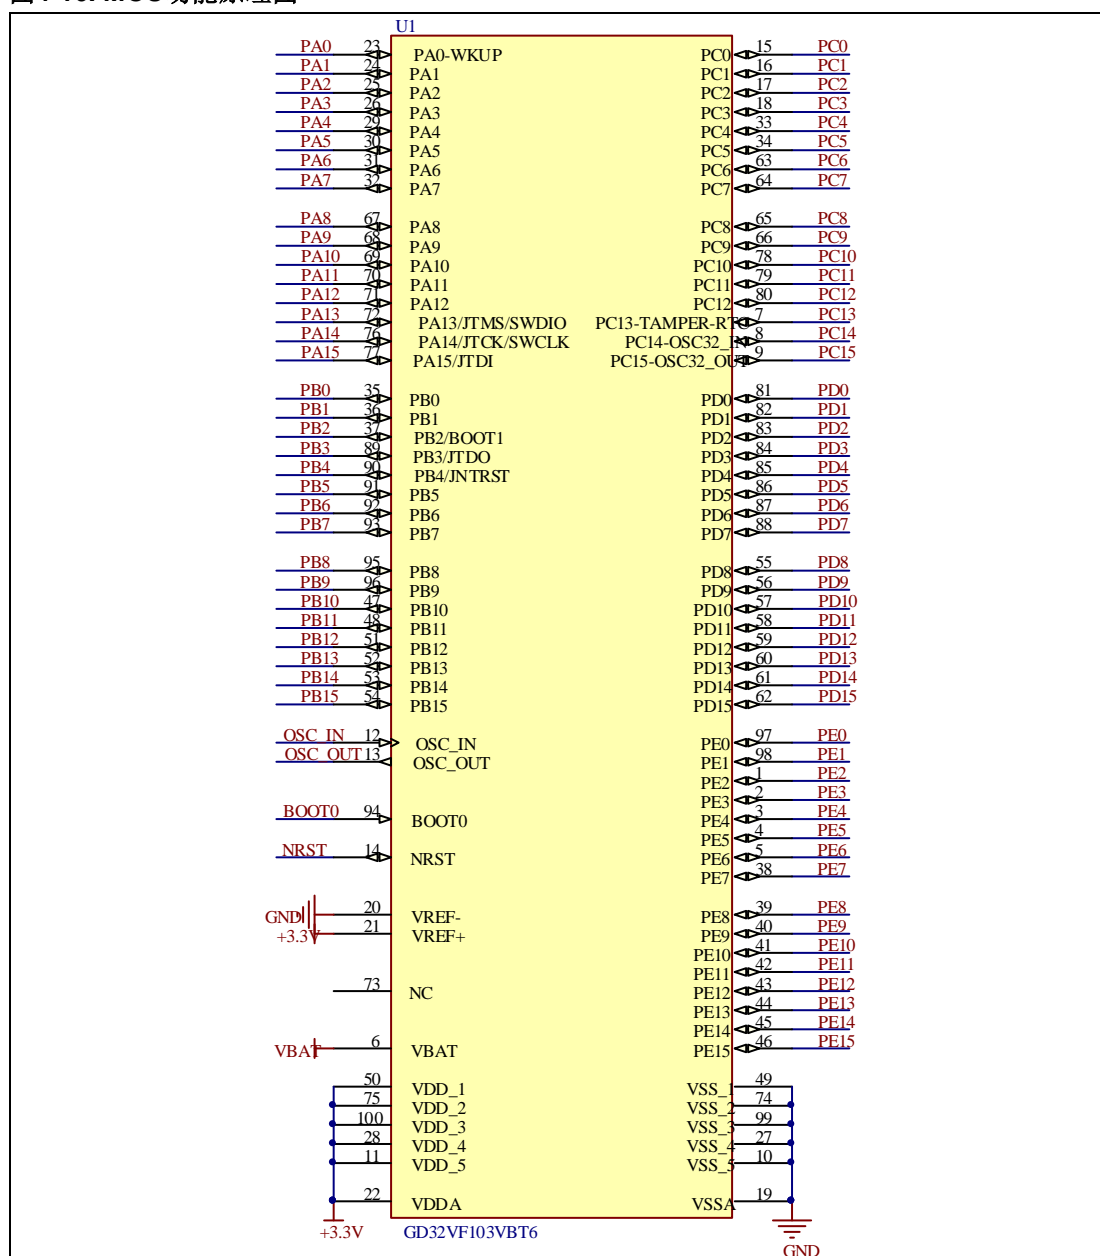 U1
PA0 23 PA0-WKUP PC0 15 PC0
PA1 24 PA1 PC1 16 PC1
PA2 25 PA2 PC2 17 PC2
PA3 26 PA3 PC3 18 PC3
PA4 29 PA4 PC4 33 PC4
PA5 30 PA5 PC5 34 PC5
PA6 31 PA6 PC6 63 PC6
PA7 32 PA7 PC7 64 PC7
PA8 67 PA8 PC8 65 PC8
PA9 68 PA9 PC9 66 PC9
PA10 69 PA10 PC10 78 PC10
PA11 70 PA11 PC11 79 PC11
PA12 71 PA12 PC12 80 PC12
PA13 72 PA13/JTMS/SWDIO PC13-TAMPER-RTC 7 PC13
PA14 76 PA14/JTCK/SWCLK PC14-OSC32_IN 8 PC14
PA15 77 PA15/JTDI PC15-OSC32_OUT 9 PC15
PB0 35 PB0 PD0 81 PD0
PB1 36 PB1 PD1 82 PD1
PB2 37 PB2/BOOT1 PD2 83 PD2
PB3 89 PB3/JTDO PD3 84 PD3
PB4 90 PB4/JNTRST PD4 85 PD4
PB5 91 PB5 PD5 86 PD5
PB6 92 PB6 PD6 87 PD6
PB7 93 PB7 PD7 88 PD7
PB8 95 PB8 PD8 55 PD8
PB9 96 PB9 PD9 56 PD9
PB10 47 PB10 PD10 57 PD10
PB11 48 PB11 PD11 58 PD11
PB12 51 PB12 PD12 59 PD12
PB13 52 PB13 PD13 60 PD13
PB14 53 PB14 PD14 61 PD14
PB15 54 PB15 PD15 62 PD15
OSC_IN 12 OSC_IN PE0 97 PE0
OSC_OUT 13 OSC_OUT PE1 98 PE1
PE2 1 PE2
PE3 2 PE3
BOOT0 94 BOOT0 PE4 3 PE4
PE5 4 PE5
NRST 14 NRST PE6 5 PE6
PE7 38 PE7
GND 20 VREF- PE8 39 PE8
+3.3V 21 VREF+ PE9 40 PE9
PE10 41 PE10
PE11 42 PE11
73 NC PE12 43 PE12
PE13 44 PE13
PE14 45 PE14
VBAT 6 VBAT PE15 46 PE15
50 VDD_1 VSS_1 49
75 VDD_2 VSS_2 74
100 VDD_3 VSS_3 99
28 VDD_4 VSS_4 27
11 VDD_5 VSS_5 10
22 VDDA VSSA 19
+3.3V GD32VF103VBT6 GND